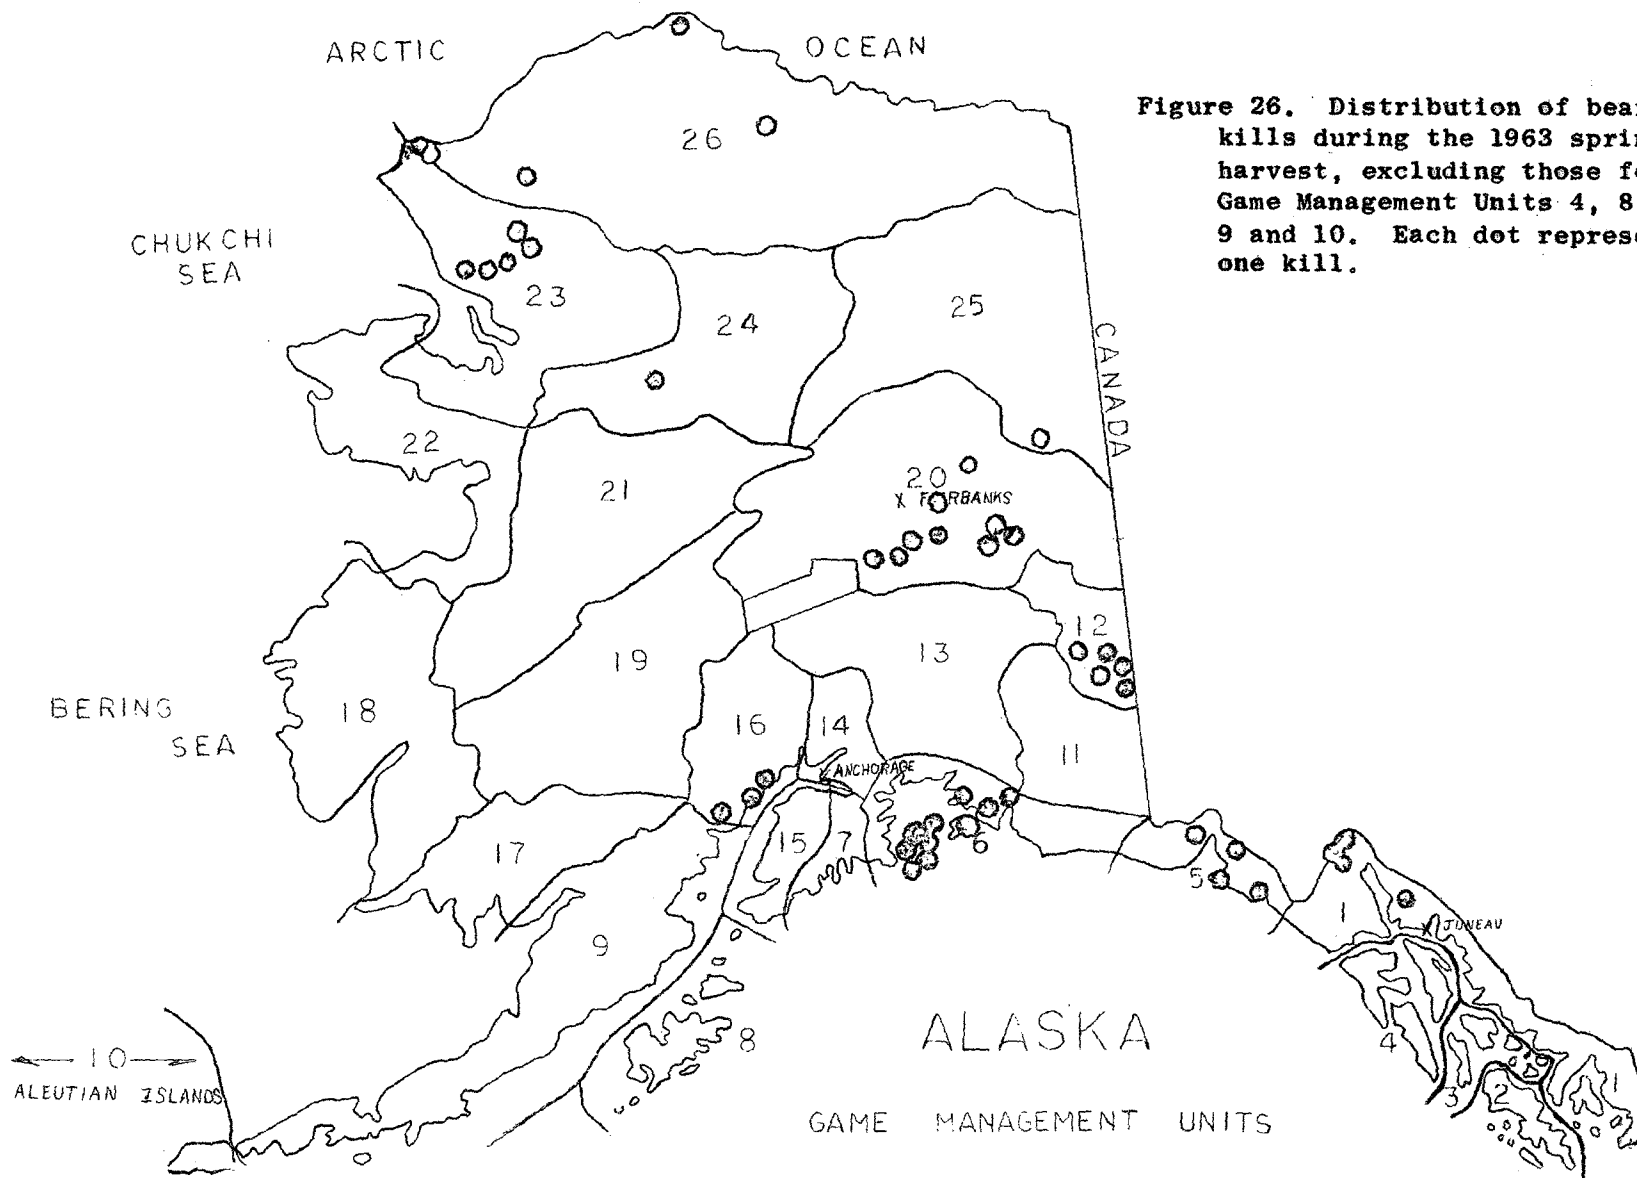 ARCTIC OCEAN
Figure 26. Distribution of bea
kills during the 1963 sprin
harvest, excluding those f
Game Management Units 4, 8
9 and 10. Each dot repres
one kill.
26
CHUKCHI
SEA
23
24
25
CANADA
22
21
20
X FAIRBANKS
12
13
19
BERING
SEA
18
16
14
11
X ANCHORAGE
15
7
6
17
5
9
1
X JUNEAU
8
ALASKA
4
10
ALEUTIAN ISLANDS
3
2
1
GAME MANAGEMENT UNITS